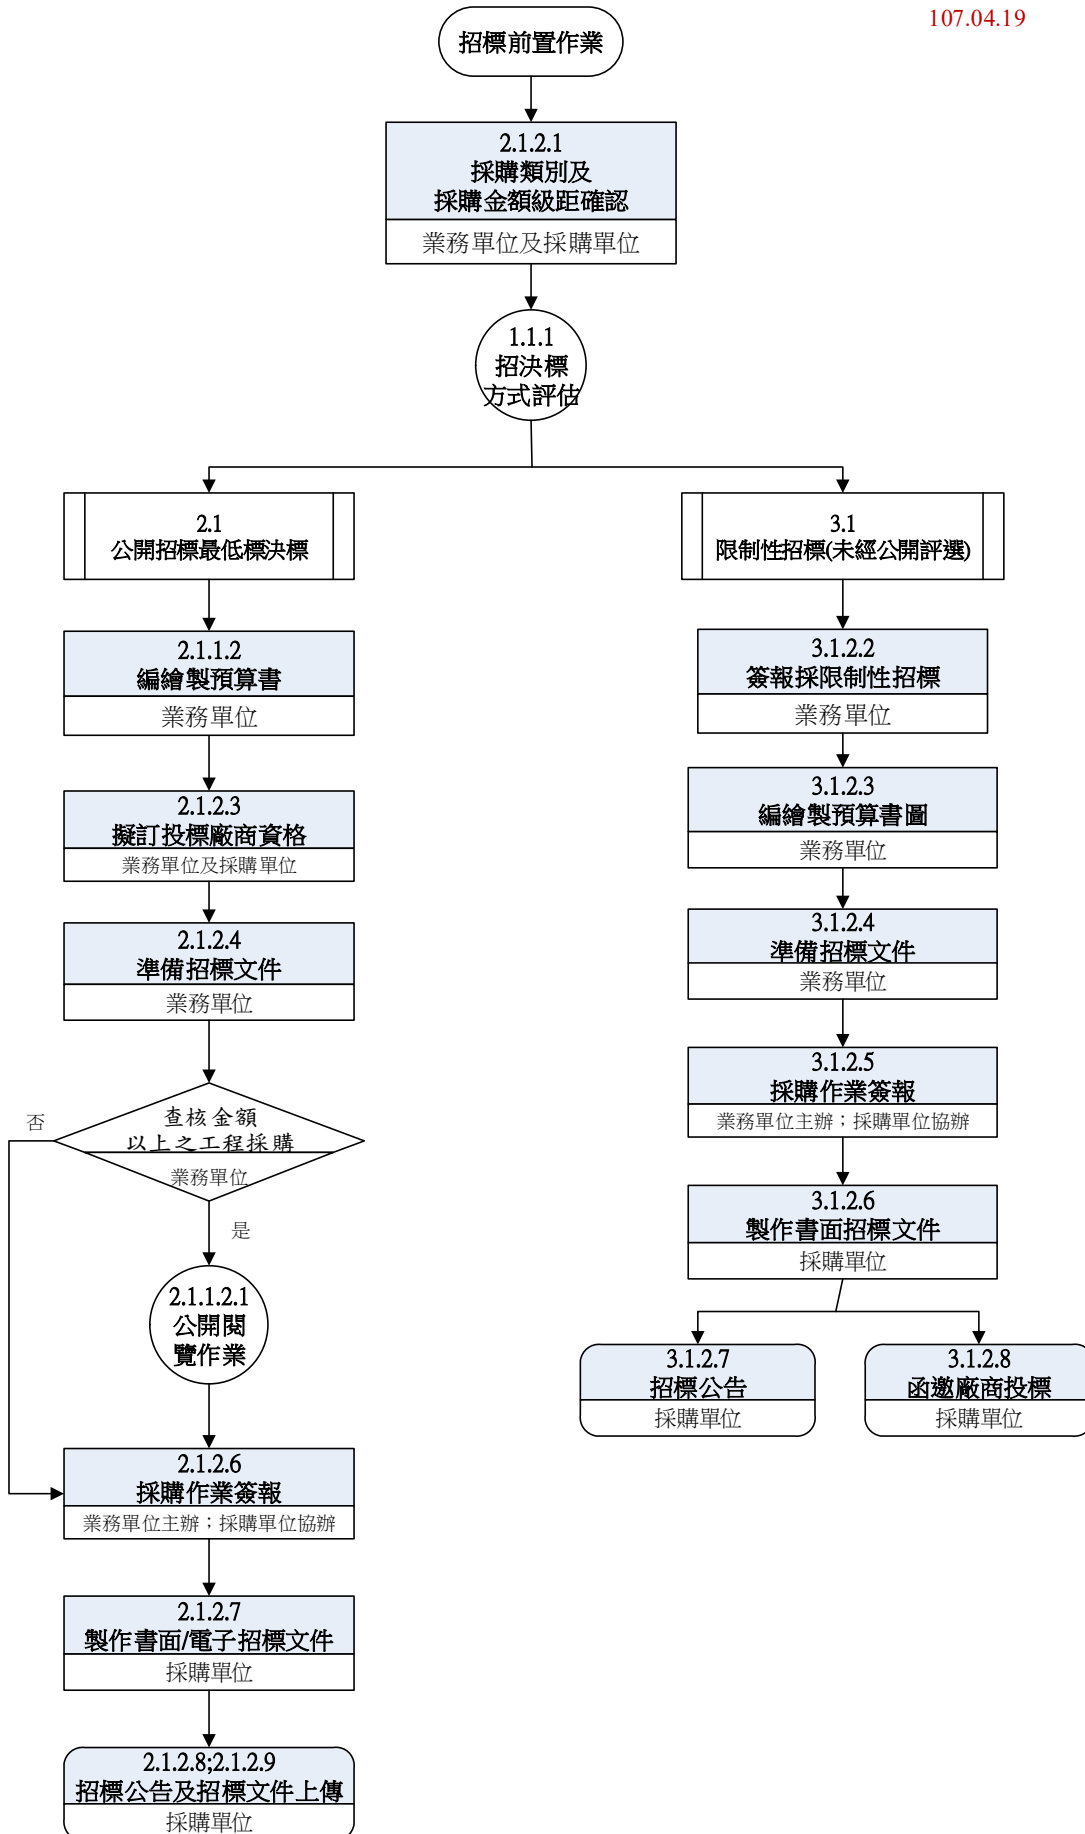 107.04.19
招標前置作業
2.1.2.1
採購類別及
採購金額級距確認
業務單位及採購單位
1.1.1
招決標
方式評估
2.1
公開招標最低標決標
2.1.1.2
編繪製預算書
業務單位
2.1.2.3
擬訂投標廠商資格
業務單位及採購單位
2.1.2.4
準備招標文件
業務單位
查核金額
以上之工程採購
業務單位
否
是
2.1.1.2.1
公開閱
覽作業
2.1.2.6
採購作業簽報
業務單位主辦；採購單位協辦
2.1.2.7
製作書面/電子招標文件
採購單位
2.1.2.8;2.1.2.9
招標公告及招標文件上傳
採購單位
3.1
限制性招標(未經公開評選)
3.1.2.2
簽報採限制性招標
業務單位
3.1.2.3
編繪製預算書圖
業務單位
3.1.2.4
準備招標文件
業務單位
3.1.2.5
採購作業簽報
業務單位主辦；採購單位協辦
3.1.2.6
製作書面招標文件
採購單位
3.1.2.7
招標公告
採購單位
3.1.2.8
函邀廠商投標
採購單位